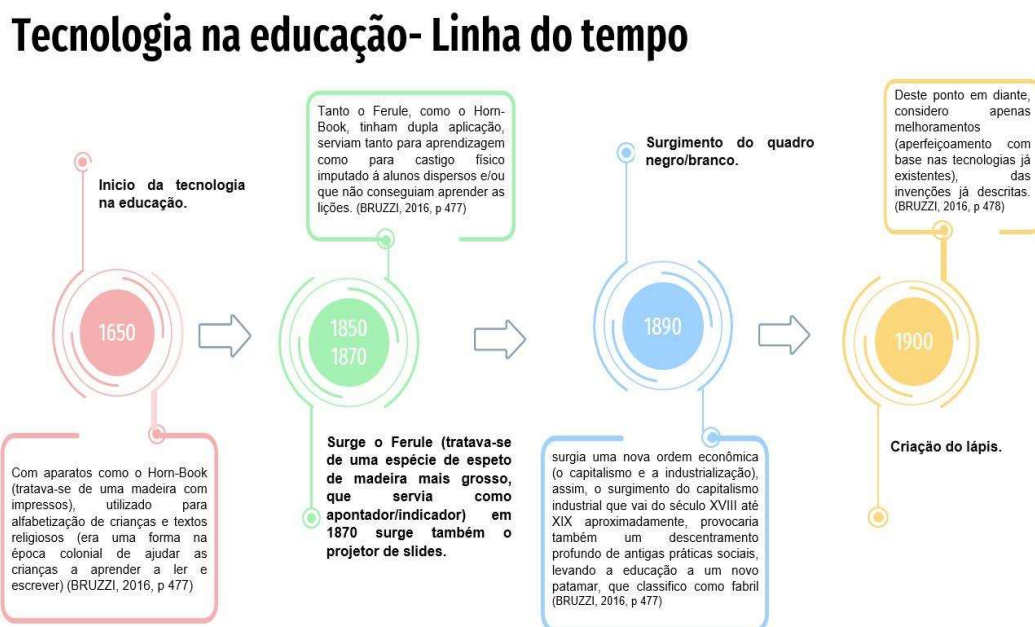 Tecnologia na educação- Linha do tempo
Inicio da tecnologia
na educação.
1650
Com aparatos como o Horn-Book
(tratava-se de uma madeira com
impressos), utilizado para
alfabetização de crianças e textos
religiosos (era uma forma na
época colonial de ajudar as
crianças a aprender a ler e
escrever) (BRUZZI, 2016, p 477)
Tanto o Ferule, como o Horn-
Book, tinham dupla aplicação,
serviam tanto para aprendizagem
como para castigo físico
imputado á alunos dispersos e/ou
que não conseguiam aprender as
lições. (BRUZZI, 2016, p 477)
1850
1870
Surge o Ferule (tratava-se
de uma espécie de espeto
de madeira mais grosso,
que servia como
apontador/indicador) em
1870 surge também o
projetor de slides.
Surgimento do quadro
negro/branco.
1890
surgia uma nova ordem econômica
(o capitalismo e a industrialização),
assim, o surgimento do capitalismo
industrial que vai do século XVIII até
XIX aproximadamente, provocaria
também um descentramento
profundo de antigas práticas sociais,
levando a educação a um novo
patamar, que classifico como fabril
(BRUZZI, 2016, p 477)
Deste ponto em diante,
considero apenas
melhoramentos
(aperfeiçoamento com
base nas tecnologias já
existentes), das
invenções já descritas.
(BRUZZI, 2016, p 478)
1900
Criação do lápis.